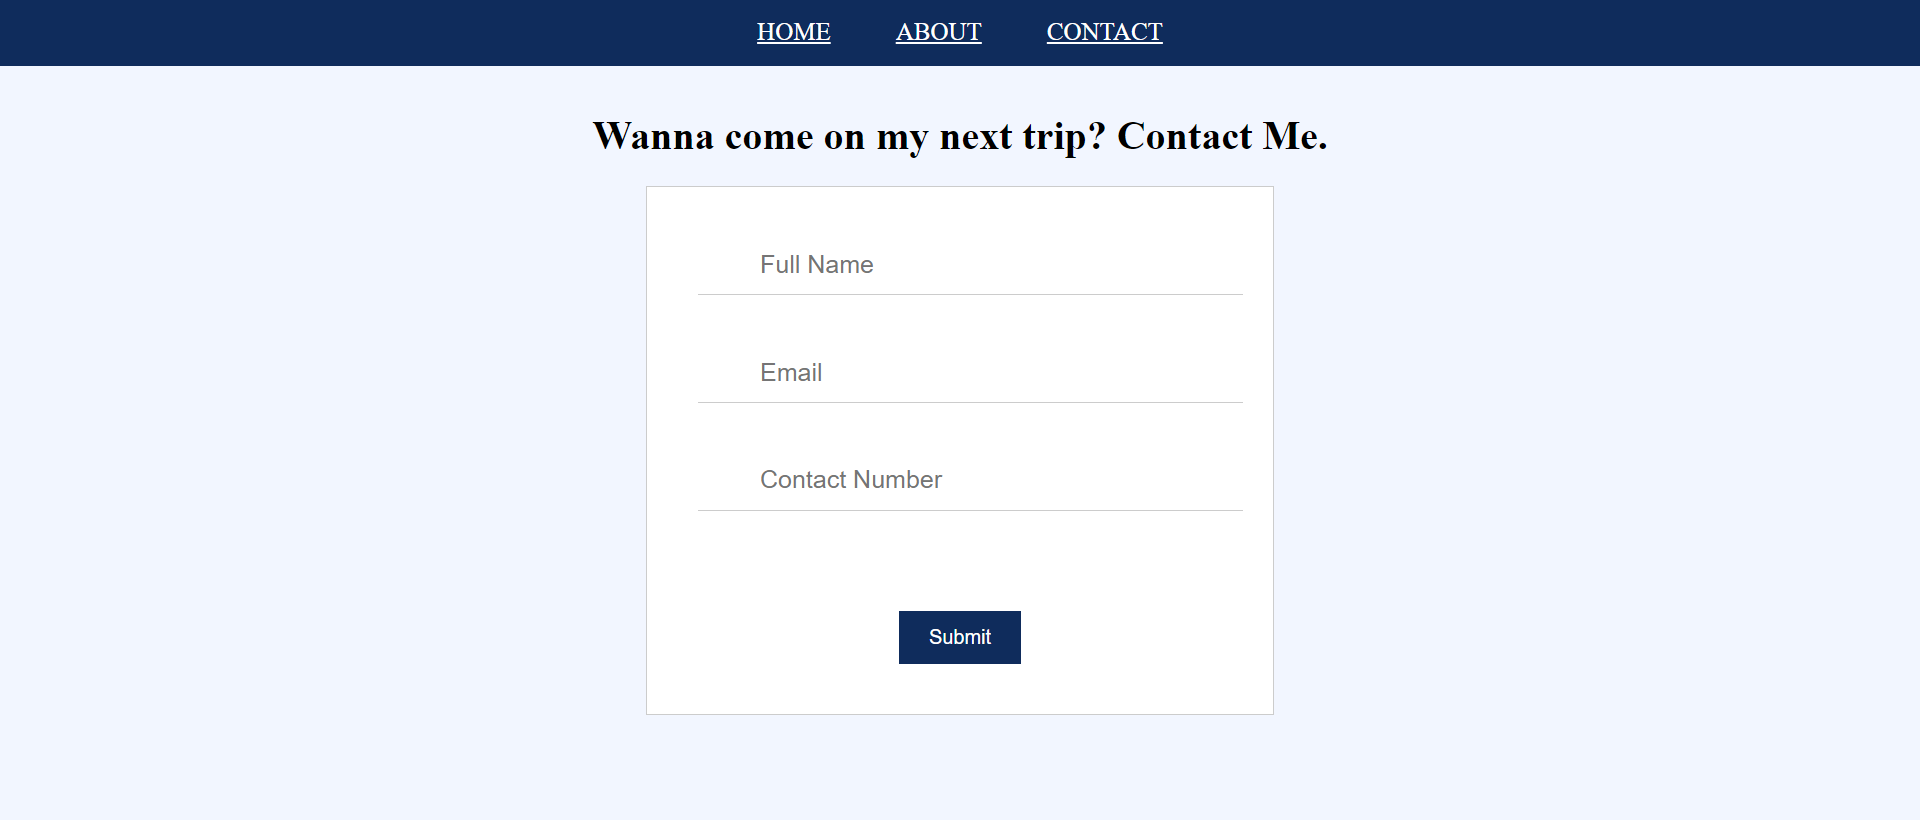 HOME ABOUT CONTACT
Wanna come on my next trip? Contact Me.
Full Name
Email
Contact Number
Submit